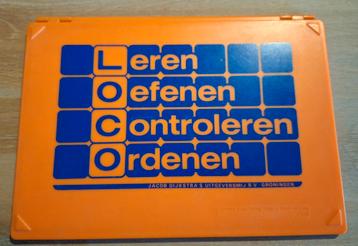 Leren
Oefenen
Controleren
Ordenen
JACOB DIJKSTRA'S UITGEVERSMIJ B.V. GRONINGEN